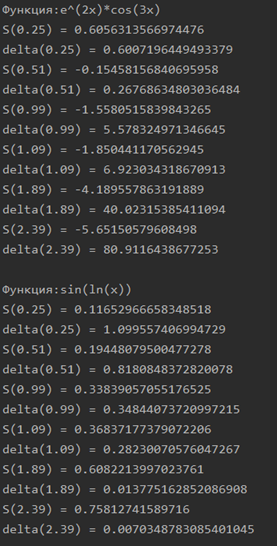 Функция:e^(2x)*cos(3x)
S(0.25) = 0.6056313566974476
delta(0.25) = 0.6007196449493379
S(0.51) = -0.15458156840695958
delta(0.51) = 0.26768634803036484
S(0.99) = -1.5580515839843265
delta(0.99) = 5.578324971346645
S(1.09) = -1.850441170562945
delta(1.09) = 6.923034318670913
S(1.89) = -4.189557863191889
delta(1.89) = 40.02315385411094
S(2.39) = -5.65150579608498
delta(2.39) = 80.9116438677253
Функция:sin(ln(x))
S(0.25) = 0.11652966658348518
delta(0.25) = 1.099557406994729
S(0.51) = 0.19448079500477278
delta(0.51) = 0.8180848372820078
S(0.99) = 0.33839057055176525
delta(0.99) = 0.34844073720997215
S(1.09) = 0.36837177379072206
delta(1.09) = 0.28230070576047267
S(1.89) = 0.6082213997023761
delta(1.89) = 0.013775162852086908
S(2.39) = 0.75812741589716
delta(2.39) = 0.0070348783085401045